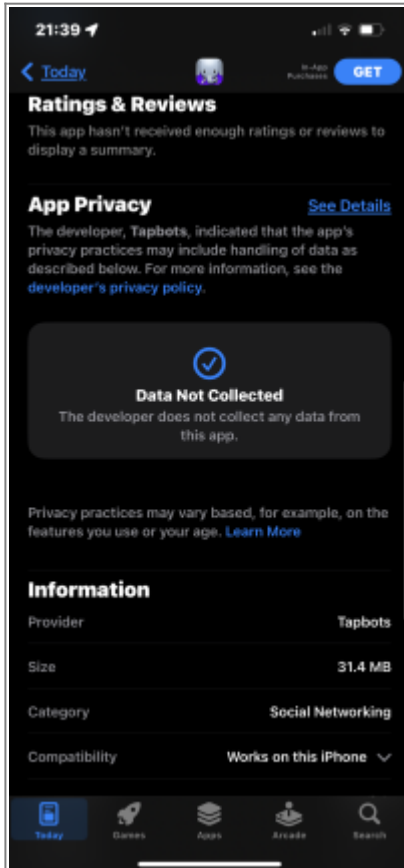 21:39
Today
In-App
Purchases
GET
Ratings & Reviews
This app hasn't received enough ratings or reviews to
display a summary.
App Privacy
See Details
The developer, Tapbots, indicated that the app's
privacy practices may include handling of data as
described below. For more information, see the
developer's privacy policy.
Data Not Collected
The developer does not collect any data from
this app.
Privacy practices may vary based, for example, on the
features you use or your age. Learn More
Information
Provider Tapbots
Size 31.4 MB
Category Social Networking
Compatibility Works on this iPhone
Today Games Apps Arcade Search